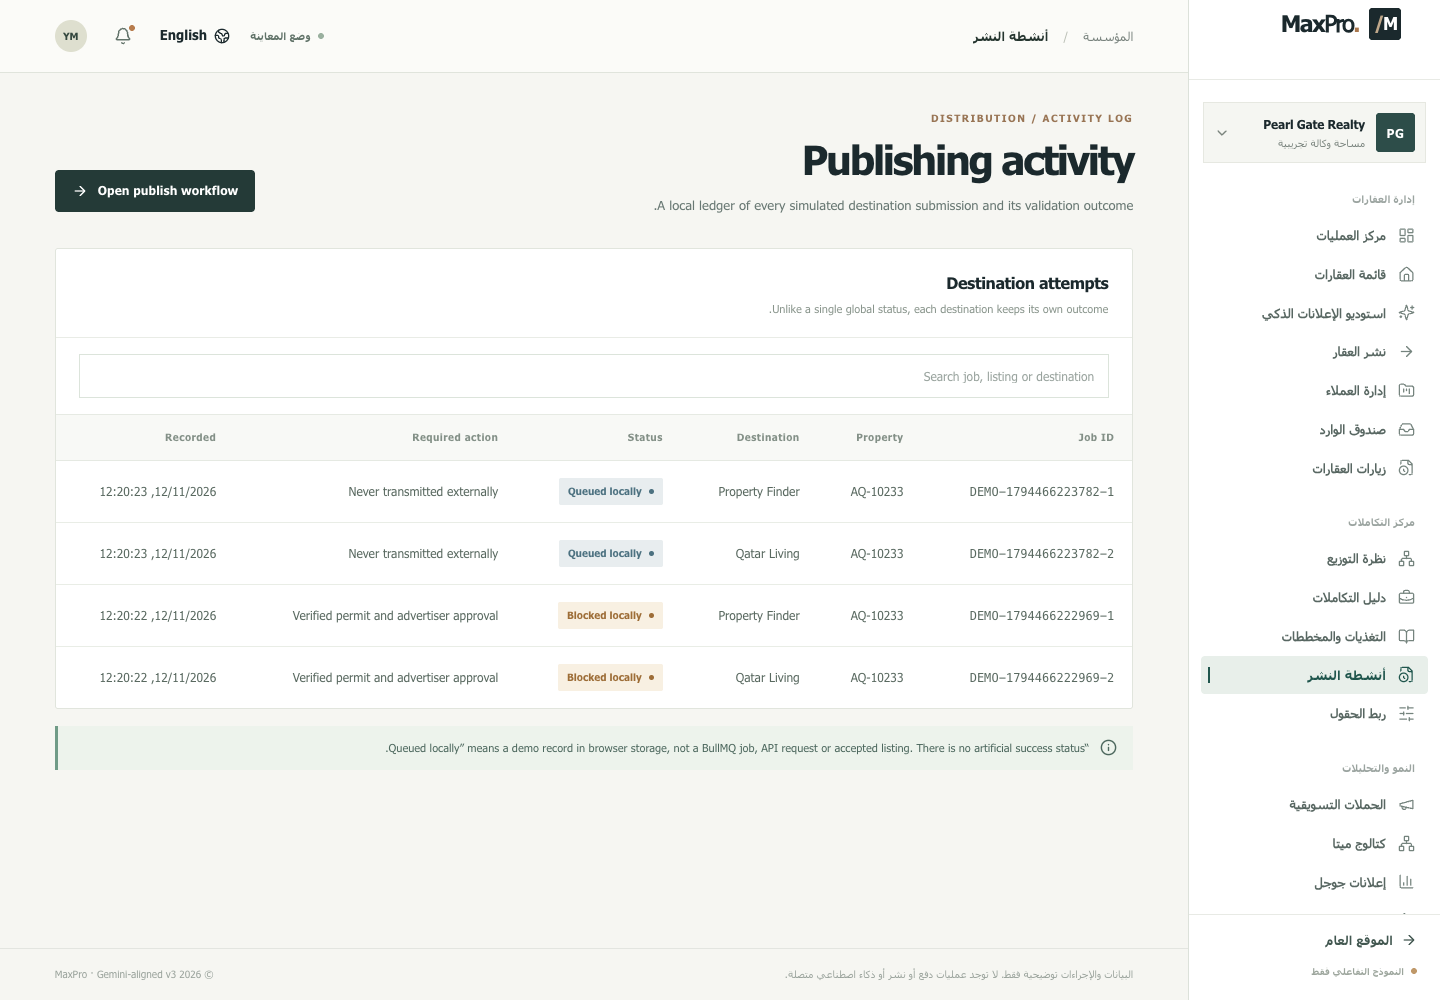 MaxPro.
/M
PG
Pearl Gate Realty
مساحة وكالة تجريبية
إدارة العقارات
مركز العمليات
قائمة العقارات
استوديو الإعلانات الذكي
نشر العقار
إدارة العملاء
صندوق الوارد
زيارات العقارات
مركز التكاملات
نظرة التوزيع
دليل التكاملات
التغذيات والمخططات
أنشطة النشر
ربط الحقول
النمو والتحليلات
الحملات التسويقية
كتالوج ميتا
إعلانات جوجل
الموقع العام
النموذج التفاعلي فقط
المؤسسة / أنشطة النشر
وضع المعاينة
English
YM
DISTRIBUTION / ACTIVITY LOG
Publishing activity
A local ledger of every simulated destination submission and its validation outcome.
Open publish workflow
Destination attempts
Unlike a single global status, each destination keeps its own outcome.
Search job, listing or destination
Job ID Property Destination Status Required action Recorded
DEMO-1794466223782-1 AQ-10233 Property Finder Queued locally Never transmitted externally 12/11/2026, 12:20:23
DEMO-1794466223782-2 AQ-10233 Qatar Living Queued locally Never transmitted externally 12/11/2026, 12:20:23
DEMO-1794466222969-1 AQ-10233 Property Finder Blocked locally Verified permit and advertiser approval 12/11/2026, 12:20:22
DEMO-1794466222969-2 AQ-10233 Qatar Living Blocked locally Verified permit and advertiser approval 12/11/2026, 12:20:22
“Queued locally” means a demo record in browser storage, not a BullMQ job, API request or accepted listing. There is no artificial success status.
البيانات والإجراءات توضيحية فقط. لا توجد عمليات دفع أو نشر أو ذكاء اصطناعي متصلة.
© 2026 MaxPro · Gemini-aligned v3